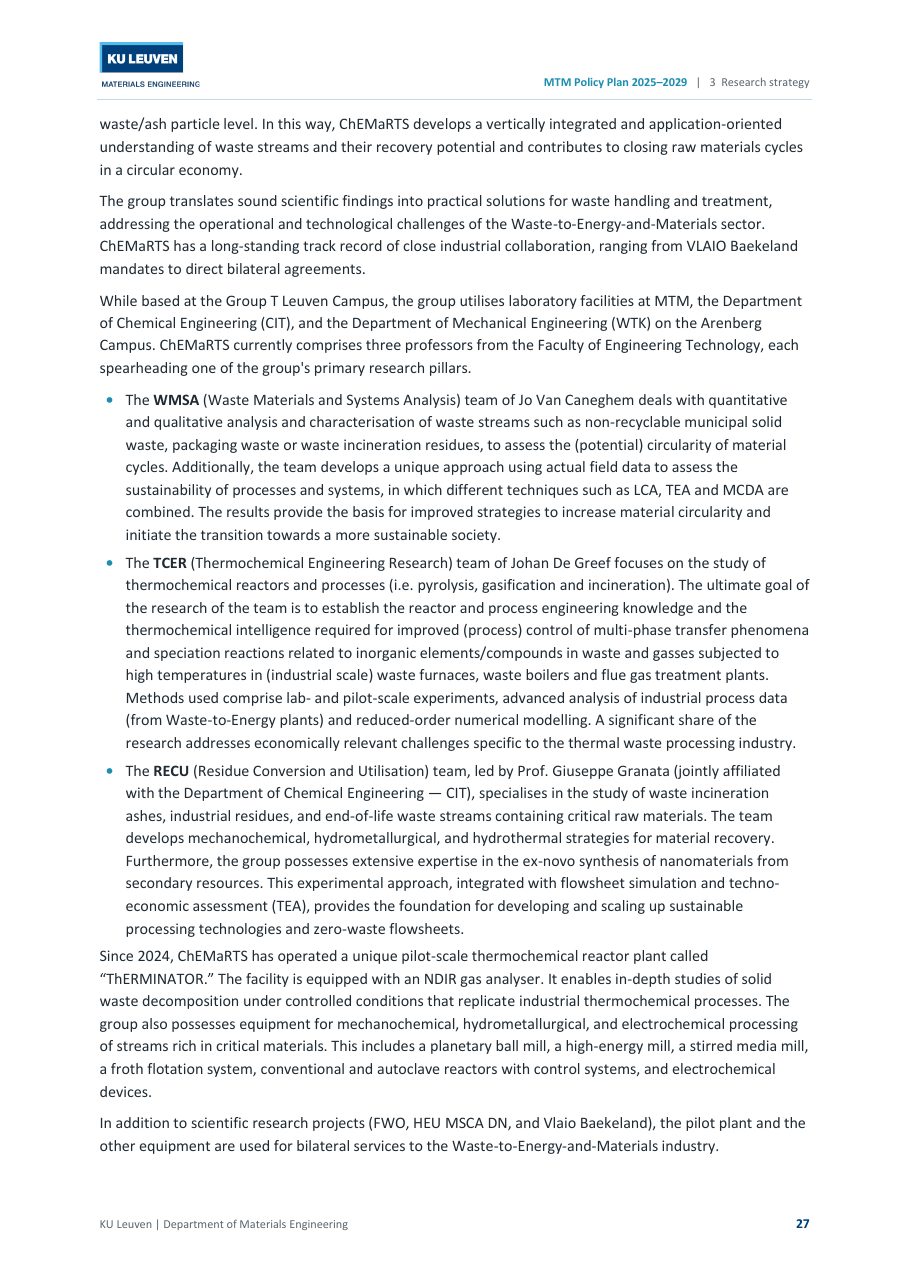 KU LEUVEN
MATERIALS ENGINEERING
MTM Policy Plan 2025–2029 | 3 Research strategy
waste/ash particle level. In this way, ChEMaRTS develops a vertically integrated and application-oriented
understanding of waste streams and their recovery potential and contributes to closing raw materials cycles
in a circular economy.
The group translates sound scientific findings into practical solutions for waste handling and treatment,
addressing the operational and technological challenges of the Waste-to-Energy-and-Materials sector.
ChEMaRTS has a long-standing track record of close industrial collaboration, ranging from VLAIO Baekeland
mandates to direct bilateral agreements.
While based at the Group T Leuven Campus, the group utilises laboratory facilities at MTM, the Department
of Chemical Engineering (CIT), and the Department of Mechanical Engineering (WTK) on the Arenberg
Campus. ChEMaRTS currently comprises three professors from the Faculty of Engineering Technology, each
spearheading one of the group's primary research pillars.
• The WMSA (Waste Materials and Systems Analysis) team of Jo Van Caneghem deals with quantitative
and qualitative analysis and characterisation of waste streams such as non-recyclable municipal solid
waste, packaging waste or waste incineration residues, to assess the (potential) circularity of material
cycles. Additionally, the team develops a unique approach using actual field data to assess the
sustainability of processes and systems, in which different techniques such as LCA, TEA and MCDA are
combined. The results provide the basis for improved strategies to increase material circularity and
initiate the transition towards a more sustainable society.
• The TCER (Thermochemical Engineering Research) team of Johan De Greef focuses on the study of
thermochemical reactors and processes (i.e. pyrolysis, gasification and incineration). The ultimate goal of
the research of the team is to establish the reactor and process engineering knowledge and the
thermochemical intelligence required for improved (process) control of multi-phase transfer phenomena
and speciation reactions related to inorganic elements/compounds in waste and gasses subjected to
high temperatures in (industrial scale) waste furnaces, waste boilers and flue gas treatment plants.
Methods used comprise lab- and pilot-scale experiments, advanced analysis of industrial process data
(from Waste-to-Energy plants) and reduced-order numerical modelling. A significant share of the
research addresses economically relevant challenges specific to the thermal waste processing industry.
• The RECU (Residue Conversion and Utilisation) team, led by Prof. Giuseppe Granata (jointly affiliated
with the Department of Chemical Engineering — CIT), specialises in the study of waste incineration
ashes, industrial residues, and end-of-life waste streams containing critical raw materials. The team
develops mechanochemical, hydrometallurgical, and hydrothermal strategies for material recovery.
Furthermore, the group possesses extensive expertise in the ex-novo synthesis of nanomaterials from
secondary resources. This experimental approach, integrated with flowsheet simulation and techno-
economic assessment (TEA), provides the foundation for developing and scaling up sustainable
processing technologies and zero-waste flowsheets.
Since 2024, ChEMaRTS has operated a unique pilot-scale thermochemical reactor plant called
“ThERMINATOR.” The facility is equipped with an NDIR gas analyser. It enables in-depth studies of solid
waste decomposition under controlled conditions that replicate industrial thermochemical processes. The
group also possesses equipment for mechanochemical, hydrometallurgical, and electrochemical processing
of streams rich in critical materials. This includes a planetary ball mill, a high-energy mill, a stirred media mill,
a froth flotation system, conventional and autoclave reactors with control systems, and electrochemical
devices.
In addition to scientific research projects (FWO, HEU MSCA DN, and Vlaio Baekeland), the pilot plant and the
other equipment are used for bilateral services to the Waste-to-Energy-and-Materials industry.
KU Leuven | Department of Materials Engineering
27